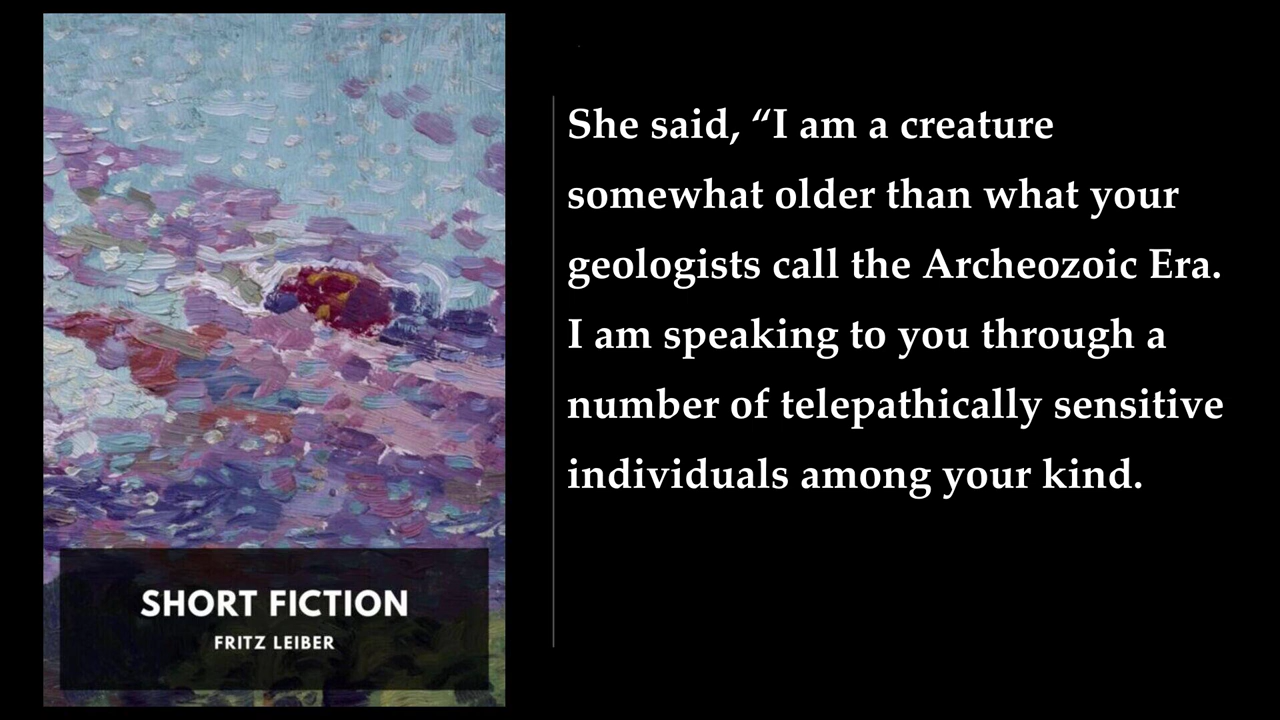 She said, “I am a creature
somewhat older than what your
geologists call the Archeozoic Era.
I am speaking to you through a
number of telepathically sensitive
individuals among your kind.
SHORT FICTION
FRITZ LEIBER